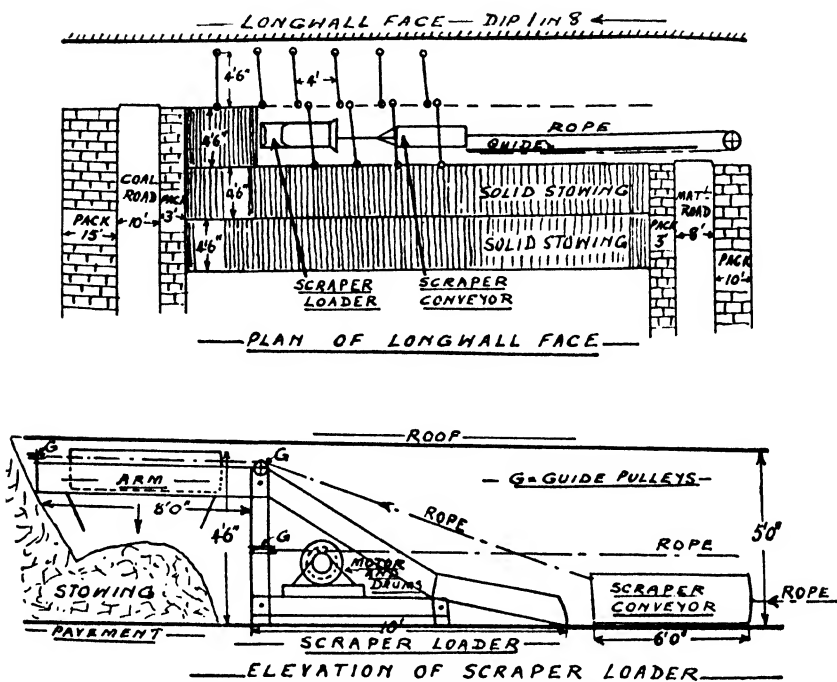 LONGWALL FACE — DIP 1 IN 8
4'6"
4'
4'6"
ROPE
GUIDE
COAL
ROAD
10'
PACK
15'
PACK
3'
4'6"
SOLID STOWING
4'6"
SOLID STOWING
PACK
3'
MAT'L
ROAD
8'
PACK
10'
SCRAPER
LOADER
SCRAPER
CONVEYOR
PLAN OF LONGWALL FACE
ROOF
G
G
G = GUIDE PULLEYS
ARM
8'0"
4'6"
G
ROPE
ROPE
5'0"
MOTOR
AND
DRUMS
STOWING
SCRAPER
CONVEYOR
ROPE
PAVEMENT
10'
SCRAPER LOADER
6'0"
ELEVATION OF SCRAPER LOADER